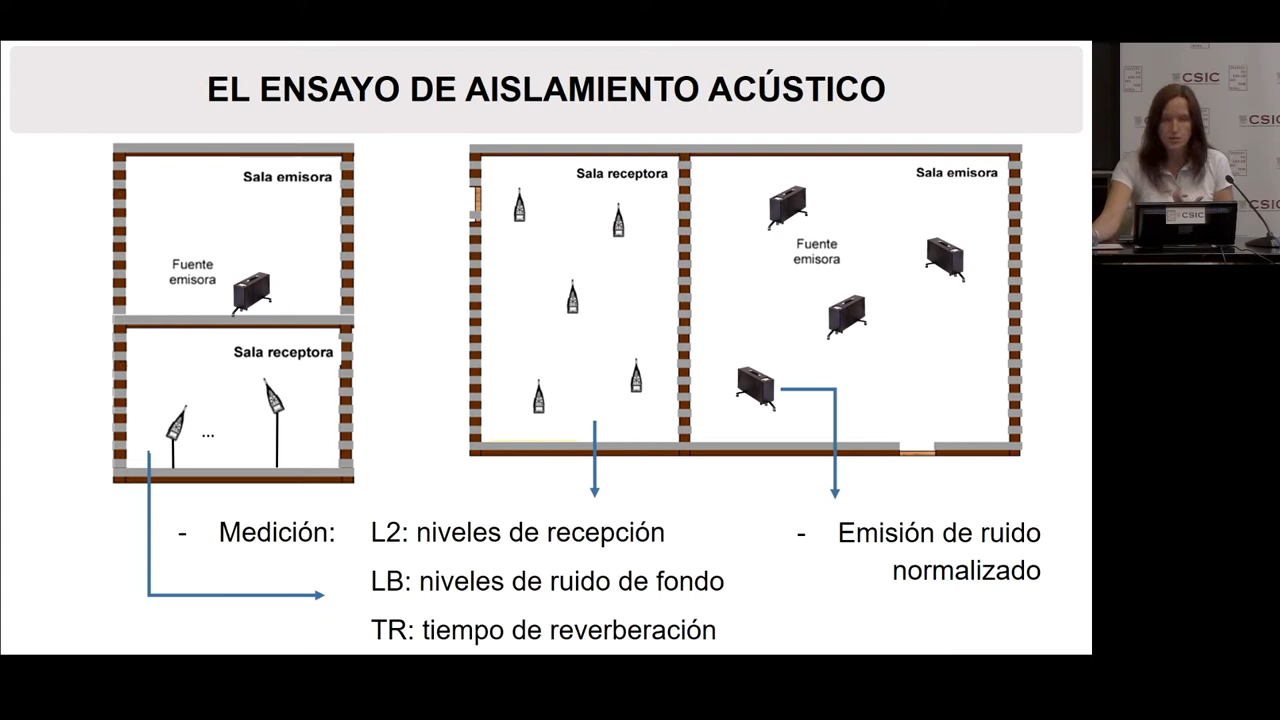 EL ENSAYO DE AISLAMIENTO ACÚSTICO
Sala emisora
Fuente
emisora
Sala receptora
...
Sala receptora
Sala emisora
Fuente
emisora
- Medición: L2: niveles de recepción
LB: niveles de ruido de fondo
TR: tiempo de reverberación
- Emisión de ruido
normalizado
CSIC
CSIC
CSIC
CSIC